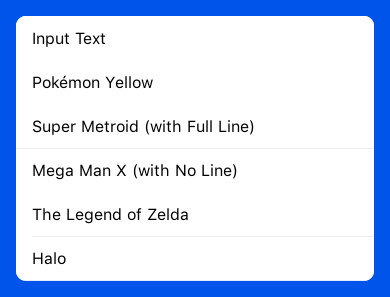 Input Text
Pokémon Yellow
Super Metroid (with Full Line)
Mega Man X (with No Line)
The Legend of Zelda
Halo